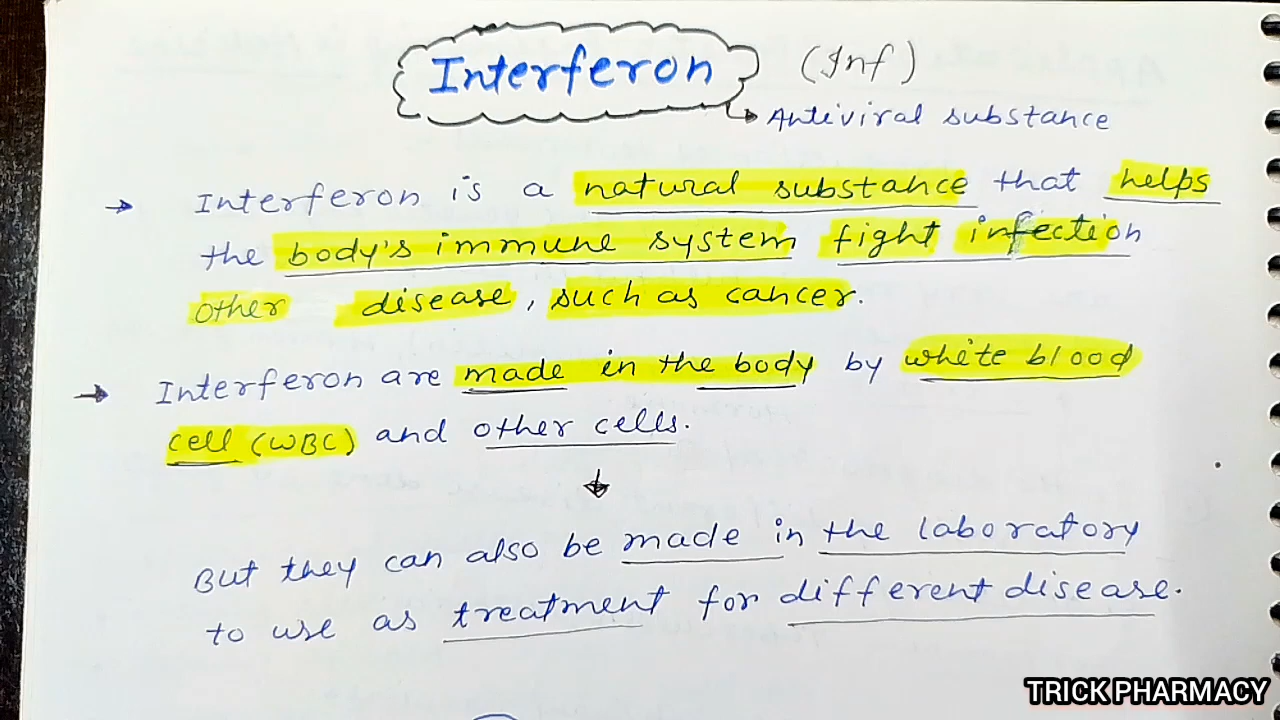 Interferon (Inf)
→ Antiviral substance
→ Interferon is a natural substance that helps
the body's immune system fight infection
other disease, such as cancer.
→ Interferon are made in the body by white blood
cell (WBC) and other cells.
↓
But they can also be made in the laboratory
to use as treatment for different disease.
TRICK PHARMACY